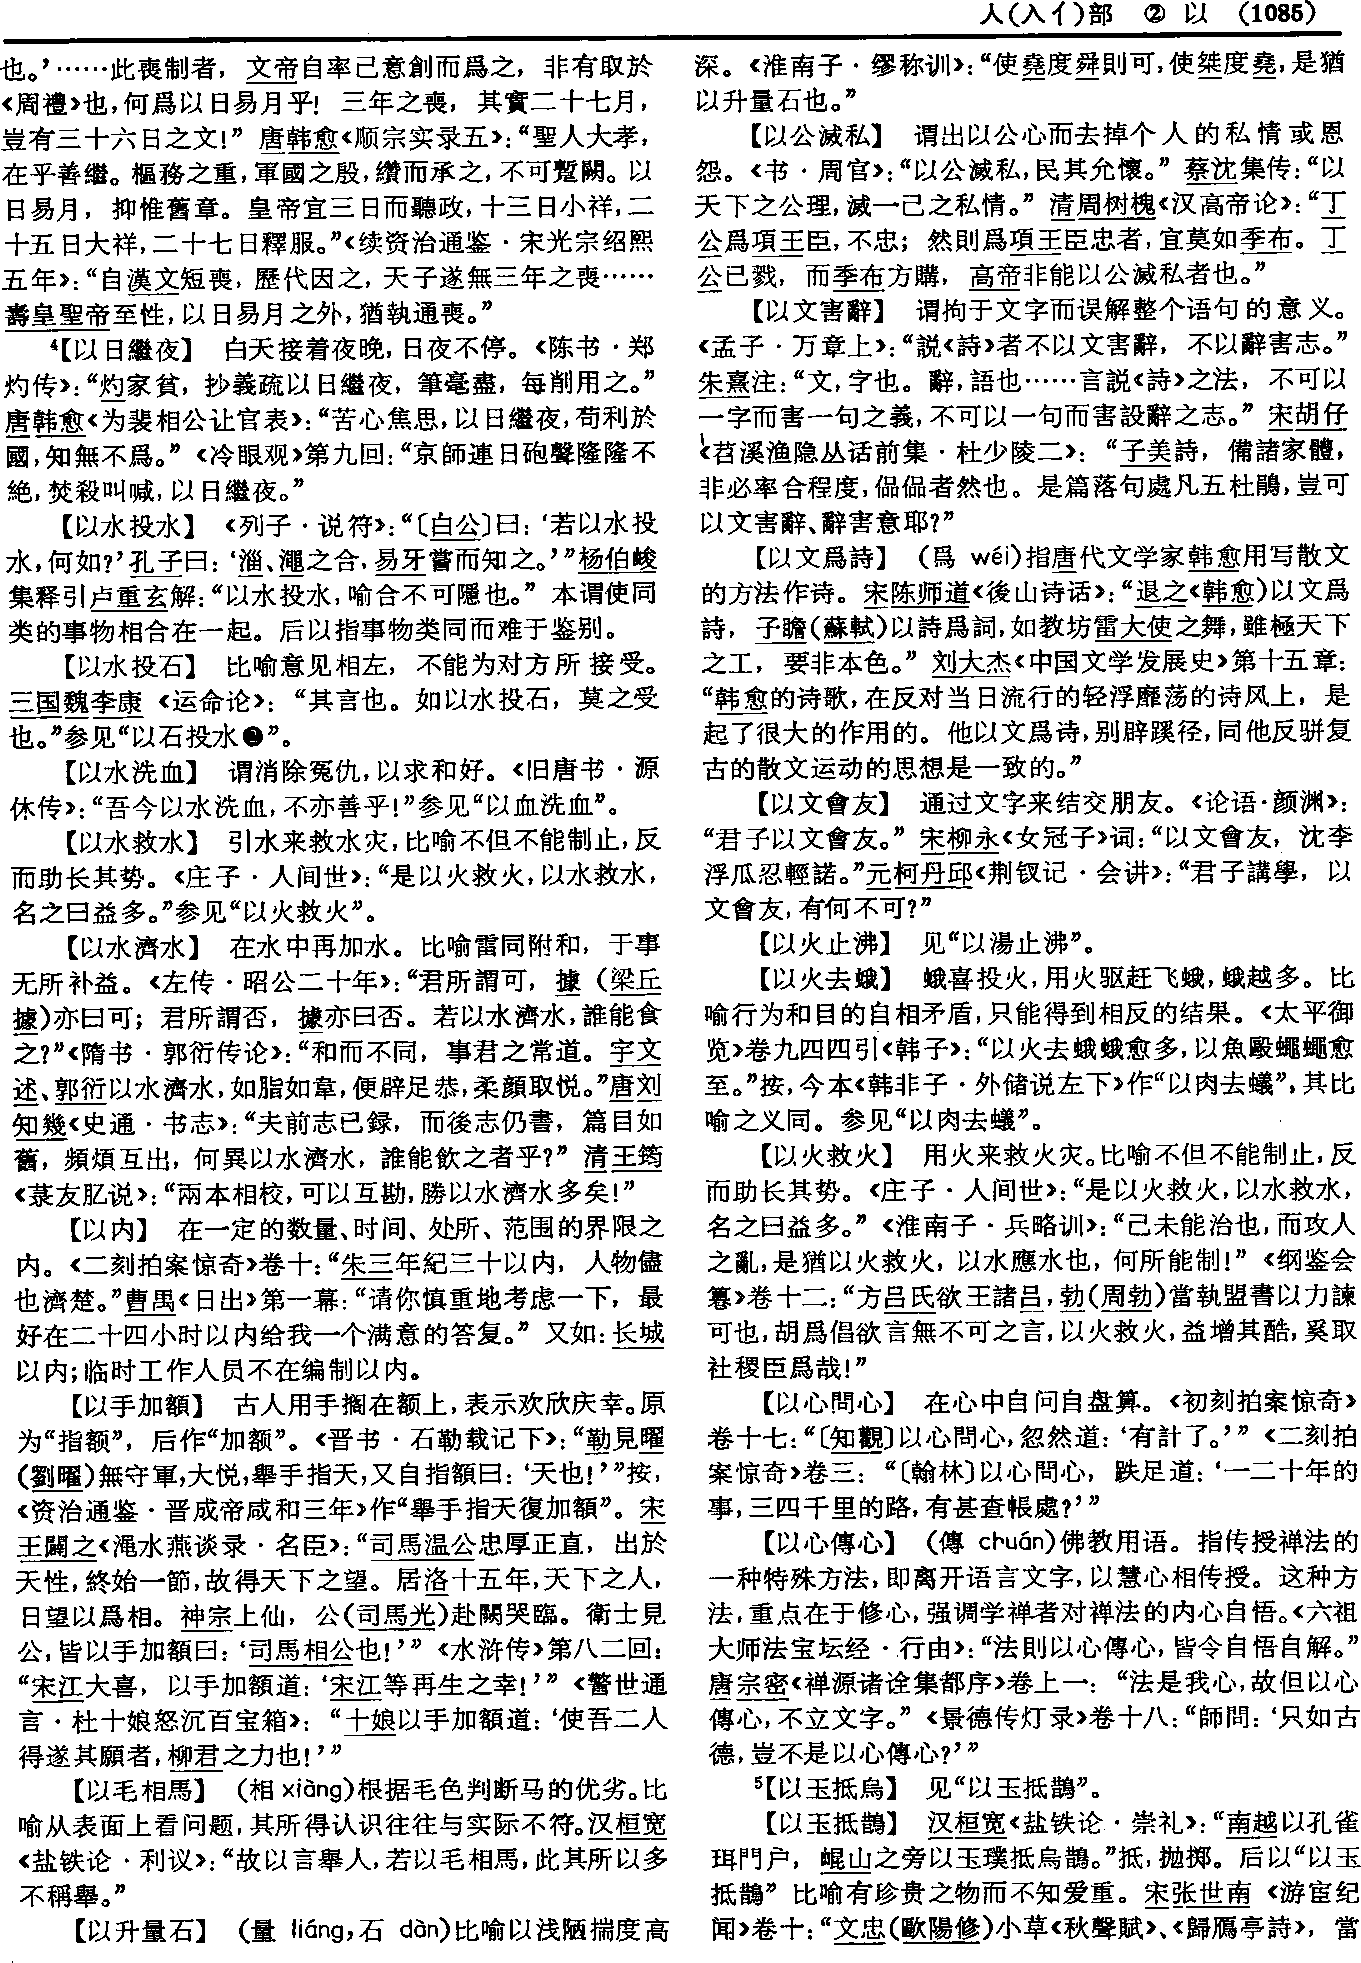 人(入亻)部 ② 以 (1085)
也。’……此喪制者，文帝自率己意創而爲之，非有取於
《周禮》也，何爲以日易月乎！三年之喪，其實二十七月，
豈有三十六日之文！”唐韩愈《顺宗实录五》：“聖人大孝，
在乎善繼。樞務之重，軍國之殷，纘而承之，不可蹔闕。以
日易月，抑惟舊章。皇帝宜三日而聽政，十三日小祥，二
十五日大祥，二十七日釋服。”《续资治通鉴·宋光宗绍熙
五年》：“自漢文短喪，歷代因之，天子遂無三年之喪……
壽皇聖帝至性，以日易月之外，猶執通喪。”
⁴【以日繼夜】 白天接着夜晚，日夜不停。《陈书·郑
灼传》：“灼家貧，抄義疏以日繼夜，筆毫盡，每削用之。”
唐韩愈《为裴相公让官表》：“苦心焦思，以日繼夜，苟利於
國，知無不爲。”《冷眼观》第九回：“京師連日砲聲隆隆不
絶，焚殺叫喊，以日繼夜。”
【以水投水】 《列子·说符》：“〔白公〕曰：‘若以水投
水，何如？’孔子曰：‘淄、澠之合，易牙嘗而知之。’”杨伯峻
集释引卢重玄解：“以水投水，喻合不可隱也。”本谓使同
类的事物相合在一起。后以指事物类同而难于鉴别。
【以水投石】 比喻意见相左，不能为对方所接受。
三国魏李康《运命论》：“其言也。如以水投石，莫之受
也。”参见“以石投水❷”。
【以水洗血】 谓消除冤仇，以求和好。《旧唐书·源
休传》：“吾今以水洗血，不亦善乎！”参见“以血洗血”。
【以水救水】 引水来救水灾，比喻不但不能制止，反
而助长其势。《庄子·人间世》：“是以火救火，以水救水，
名之曰益多。”参见“以火救火”。
【以水濟水】 在水中再加水。比喻雷同附和，于事
无所补益。《左传·昭公二十年》：“君所謂可，據（梁丘
據）亦曰可；君所謂否，據亦曰否。若以水濟水，誰能食
之？”《隋书·郭衍传论》：“和而不同，事君之常道。宇文
述、郭衍以水濟水，如脂如韋，便辟足恭，柔顔取悦。”唐刘
知幾《史通·书志》：“夫前志已録，而後志仍書，篇目如
舊，頻煩互出，何異以水濟水，誰能飲之者乎？”清王筠
《菉友肊说》：“兩本相校，可以互勘，勝以水濟水多矣！”
【以内】 在一定的数量、时间、处所、范围的界限之
内。《二刻拍案惊奇》卷十：“朱三年紀三十以内，人物儘
也濟楚。”曹禺《日出》第一幕：“请你慎重地考虑一下，最
好在二十四小时以内给我一个满意的答复。”又如：长城
以内；临时工作人员不在编制以内。
【以手加額】 古人用手搁在额上，表示欢欣庆幸。原
为“指额”，后作“加额”。《晋书·石勒载记下》：“勒見曜
（劉曜）無守軍，大悦，舉手指天，又自指額曰：‘天也！’”按，
《资治通鉴·晋成帝咸和三年》作“舉手指天復加額”。宋
王闢之《渑水燕谈录·名臣》：“司馬温公忠厚正直，出於
天性，終始一節，故得天下之望。居洛十五年，天下之人，
日望以爲相。神宗上仙，公（司馬光）赴闕哭臨。衛士見
公，皆以手加額曰：‘司馬相公也！’”《水浒传》第八二回：
“宋江大喜，以手加額道：‘宋江等再生之幸！’”《警世通
言·杜十娘怒沉百宝箱》：“十娘以手加額道：‘使吾二人
得遂其願者，柳君之力也！’”
【以毛相馬】 （相 xiàng）根据毛色判断马的优劣。比
喻从表面上看问题，其所得认识往往与实际不符。汉桓宽
《盐铁论·利议》：“故以言舉人，若以毛相馬，此其所以多
不稱舉。”
【以升量石】 （量 liáng，石 dàn）比喻以浅陋揣度高
深。《淮南子·缪称训》：“使堯度舜則可，使桀度堯，是猶
以升量石也。”
【以公滅私】 谓出以公心而去掉个人的私情或恩
怨。《书·周官》：“以公滅私，民其允懷。”蔡沈集传：“以
天下之公理，滅一己之私情。”清周树槐《汉高帝论》：“丁
公爲項王臣，不忠；然則爲項王臣忠者，宜莫如季布。丁
公已戮，而季布方購，高帝非能以公滅私者也。”
【以文害辭】 谓拘于文字而误解整个语句的意义。
《孟子·万章上》：“説《詩》者不以文害辭，不以辭害志。”
朱熹注：“文，字也。辭，語也……言説《詩》之法，不可以
一字而害一句之義，不可以一句而害設辭之志。”宋胡仔
《苕溪渔隐丛话前集·杜少陵二》：“子美詩，備諸家體，
非必率合程度，偘偘者然也。是篇落句處凡五杜鵑，豈可
以文害辭、辭害意耶？”
【以文爲詩】 （爲 wéi）指唐代文学家韩愈用写散文
的方法作诗。宋陈师道《後山诗话》：“退之《韩愈）以文爲
詩，子瞻（蘇軾）以詩爲詞，如教坊雷大使之舞，雖極天下
之工，要非本色。”刘大杰《中国文学发展史》第十五章：
“韩愈的诗歌，在反对当日流行的轻浮靡荡的诗风上，是
起了很大的作用的。他以文爲诗，别辟蹊径，同他反骈复
古的散文运动的思想是一致的。”
【以文會友】 通过文字来结交朋友。《论语·颜渊》：
“君子以文會友。”宋柳永《女冠子》词：“以文會友，沈李
浮瓜忍輕諾。”元柯丹邱《荆钗记·会讲》：“君子講學，以
文會友，有何不可？”
【以火止沸】 见“以湯止沸”。
【以火去蛾】 蛾喜投火，用火驱赶飞蛾，蛾越多。比
喻行为和目的自相矛盾，只能得到相反的结果。《太平御
览》卷九四四引《韩子》：“以火去蛾蛾愈多，以魚毆蠅蠅愈
至。”按，今本《韩非子·外储说左下》作“以肉去蟻”，其比
喻之义同。参见“以肉去蟻”。
【以火救火】 用火来救火灾。比喻不但不能制止，反
而助长其势。《庄子·人间世》：“是以火救火，以水救水，
名之曰益多。”《淮南子·兵略训》：“己未能治也，而攻人
之亂，是猶以火救火，以水應水也，何所能制！”《纲鉴会
篹》卷十二：“方吕氏欲王諸吕，勃（周勃）當執盟書以力諫
可也，胡爲倡欲言無不可之言，以火救火，益增其酷，奚取
社稷臣爲哉！”
【以心問心】 在心中自问自盘算。《初刻拍案惊奇》
卷十七：“〔知觀〕以心問心，忽然道：‘有計了。’”《二刻拍
案惊奇》卷三：“〔翰林〕以心問心，跌足道：‘一二十年的
事，三四千里的路，有甚查帳處？’”
【以心傳心】 （傳 chuán）佛教用语。指传授禅法的
一种特殊方法，即离开语言文字，以慧心相传授。这种方
法，重点在于修心，强调学禅者对禅法的内心自悟。《六祖
大师法宝坛经·行由》：“法則以心傳心，皆令自悟自解。”
唐宗密《禅源诸诠集都序》卷上一：“法是我心，故但以心
傳心，不立文字。”《景德传灯录》卷十八：“師問：‘只如古
德，豈不是以心傳心？’”
⁵【以玉抵烏】 见“以玉抵鵲”。
【以玉抵鵲】 汉桓宽《盐铁论·崇礼》：“南越以孔雀
珥門户，崐山之旁以玉璞抵烏鵲。”抵，抛掷。后以“以玉
抵鵲”比喻有珍贵之物而不知爱重。宋张世南《游宦纪
闻》卷十：“文忠（歐陽修）小草《秋聲賦》、《歸鴈亭詩》，當